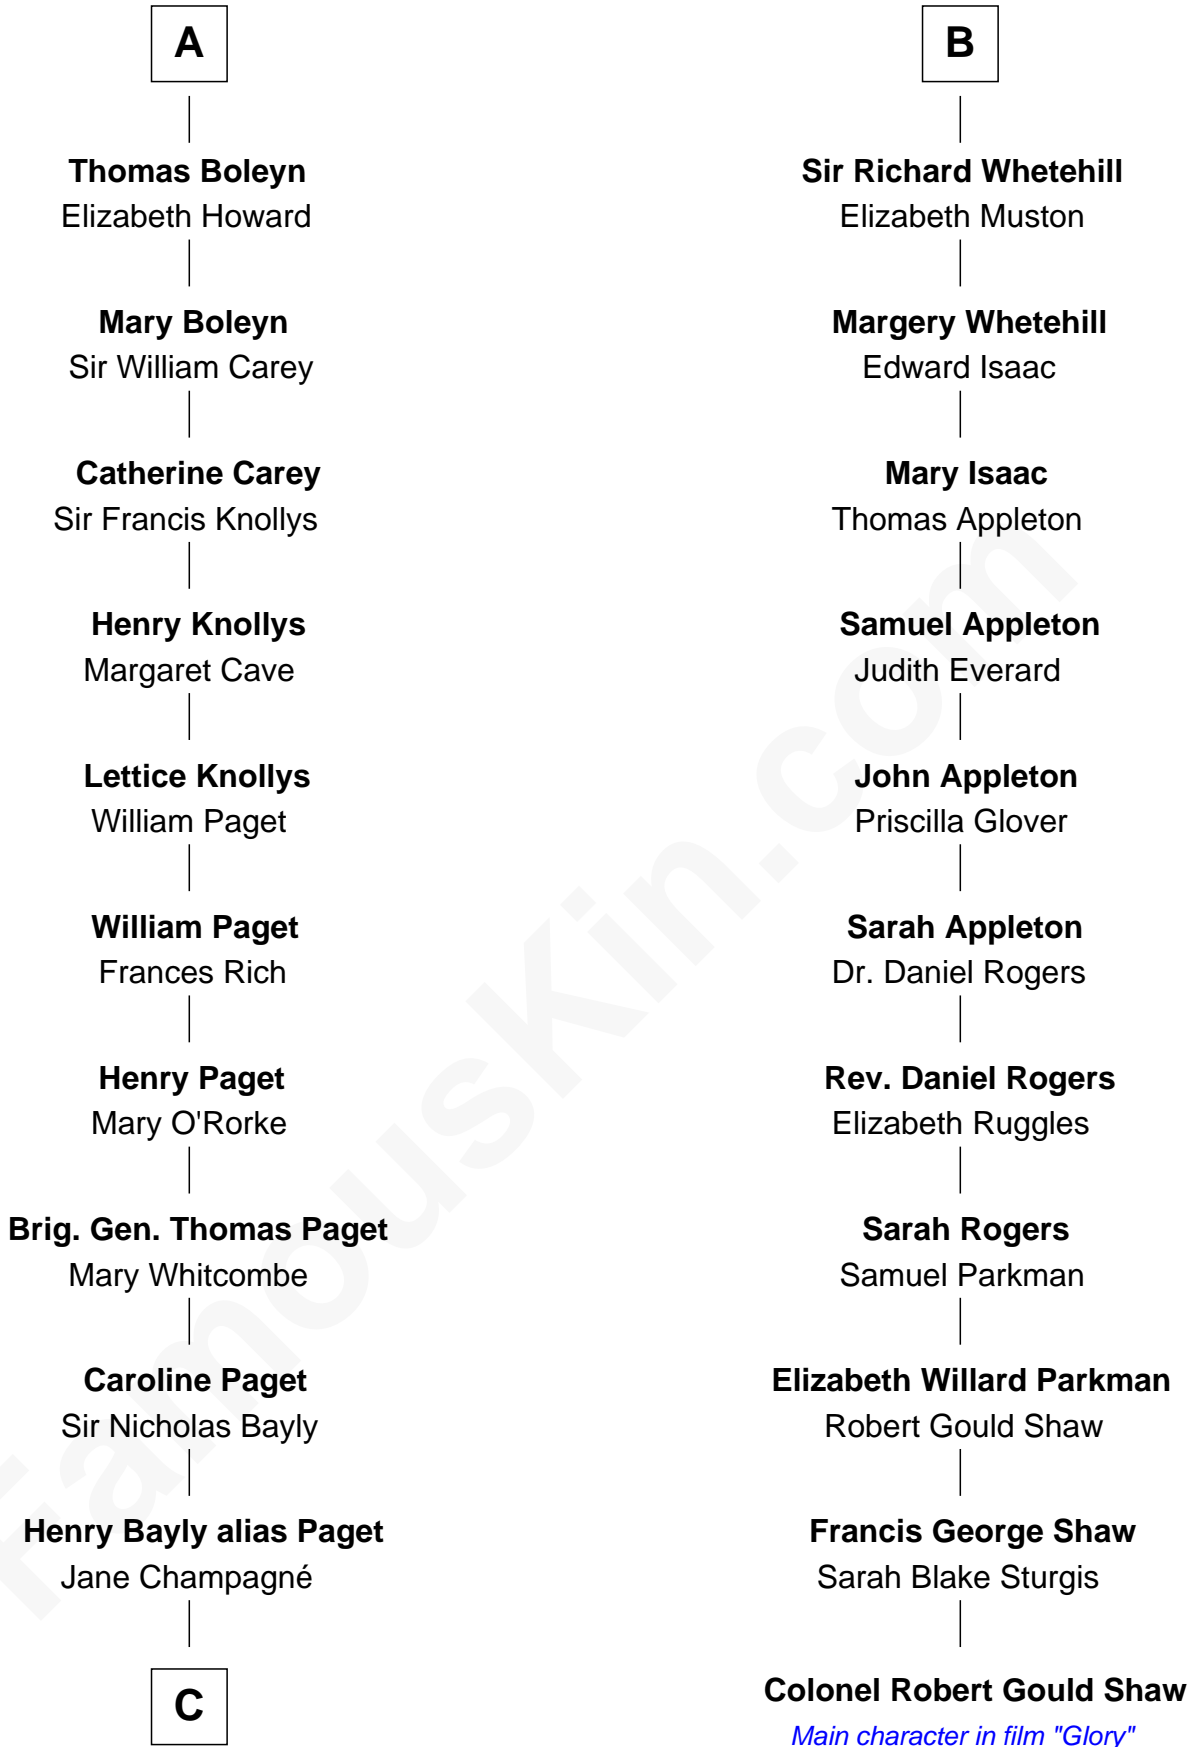 A
Thomas Boleyn
Elizabeth Howard
Mary Boleyn
Sir William Carey
Catherine Carey
Sir Francis Knollys
Henry Knollys
Margaret Cave
Lettice Knollys
William Paget
William Paget
Frances Rich
Henry Paget
Mary O'Rorke
Brig. Gen. Thomas Paget
Mary Whitcombe
Caroline Paget
Sir Nicholas Bayly
Henry Bayly alias Paget
Jane Champagné
C
B
Sir Richard Whetehill
Elizabeth Muston
Margery Whetehill
Edward Isaac
Mary Isaac
Thomas Appleton
Samuel Appleton
Judith Everard
John Appleton
Priscilla Glover
Sarah Appleton
Dr. Daniel Rogers
Rev. Daniel Rogers
Elizabeth Ruggles
Sarah Rogers
Samuel Parkman
Elizabeth Willard Parkman
Robert Gould Shaw
Francis George Shaw
Sarah Blake Sturgis
Colonel Robert Gould Shaw
Main character in film "Glory"
FamousKin.com